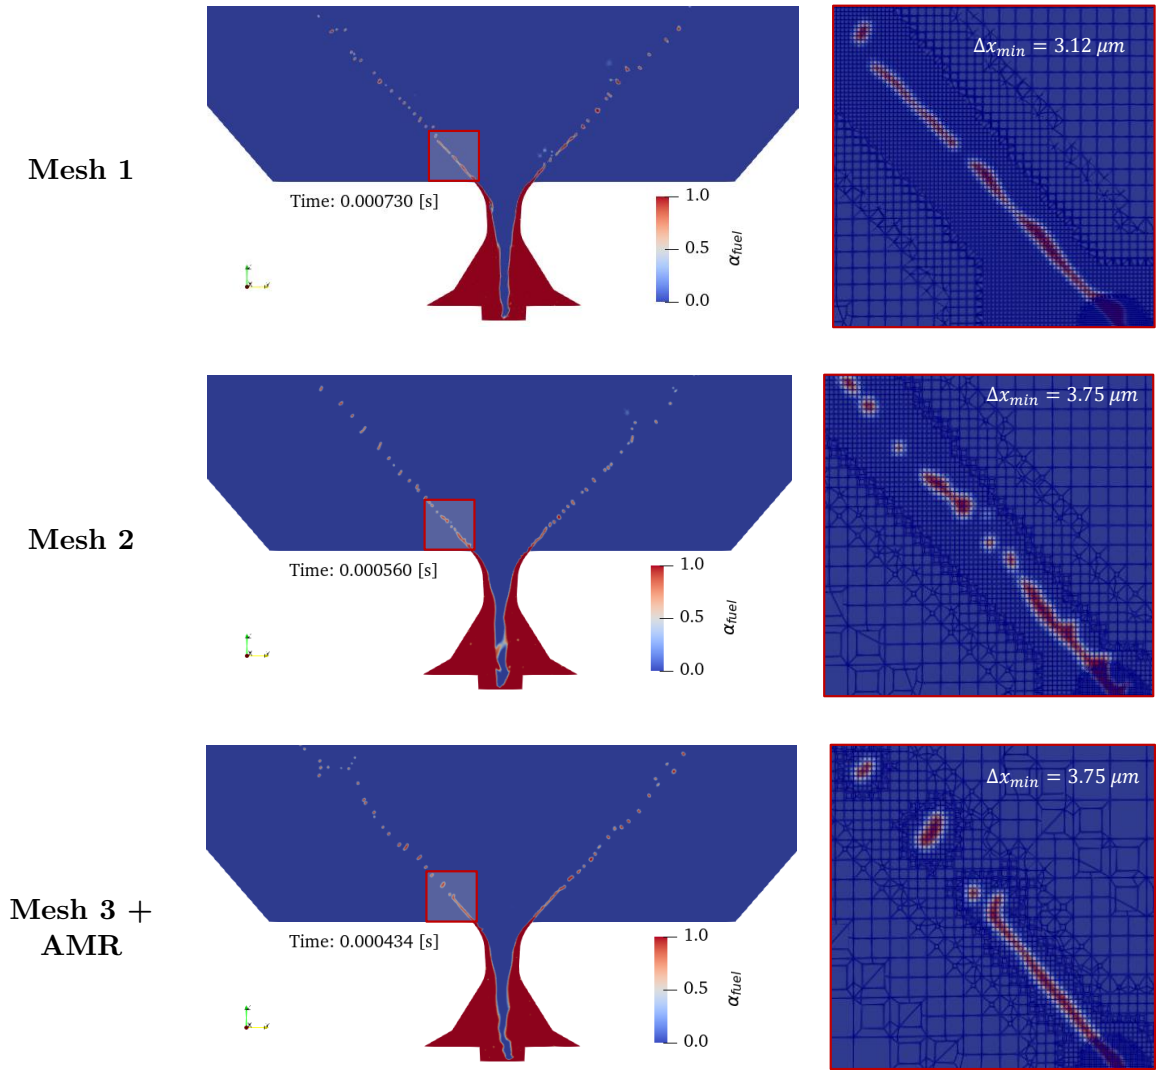 Mesh 1
Δx_min = 3.12 μm
Time: 0.000730 [s]
1.0
0.5
0.0
α_fuel
Mesh 2
Δx_min = 3.75 μm
Time: 0.000560 [s]
1.0
0.5
0.0
α_fuel
Mesh 3 +
AMR
Δx_min = 3.75 μm
Time: 0.000434 [s]
1.0
0.5
0.0
α_fuel